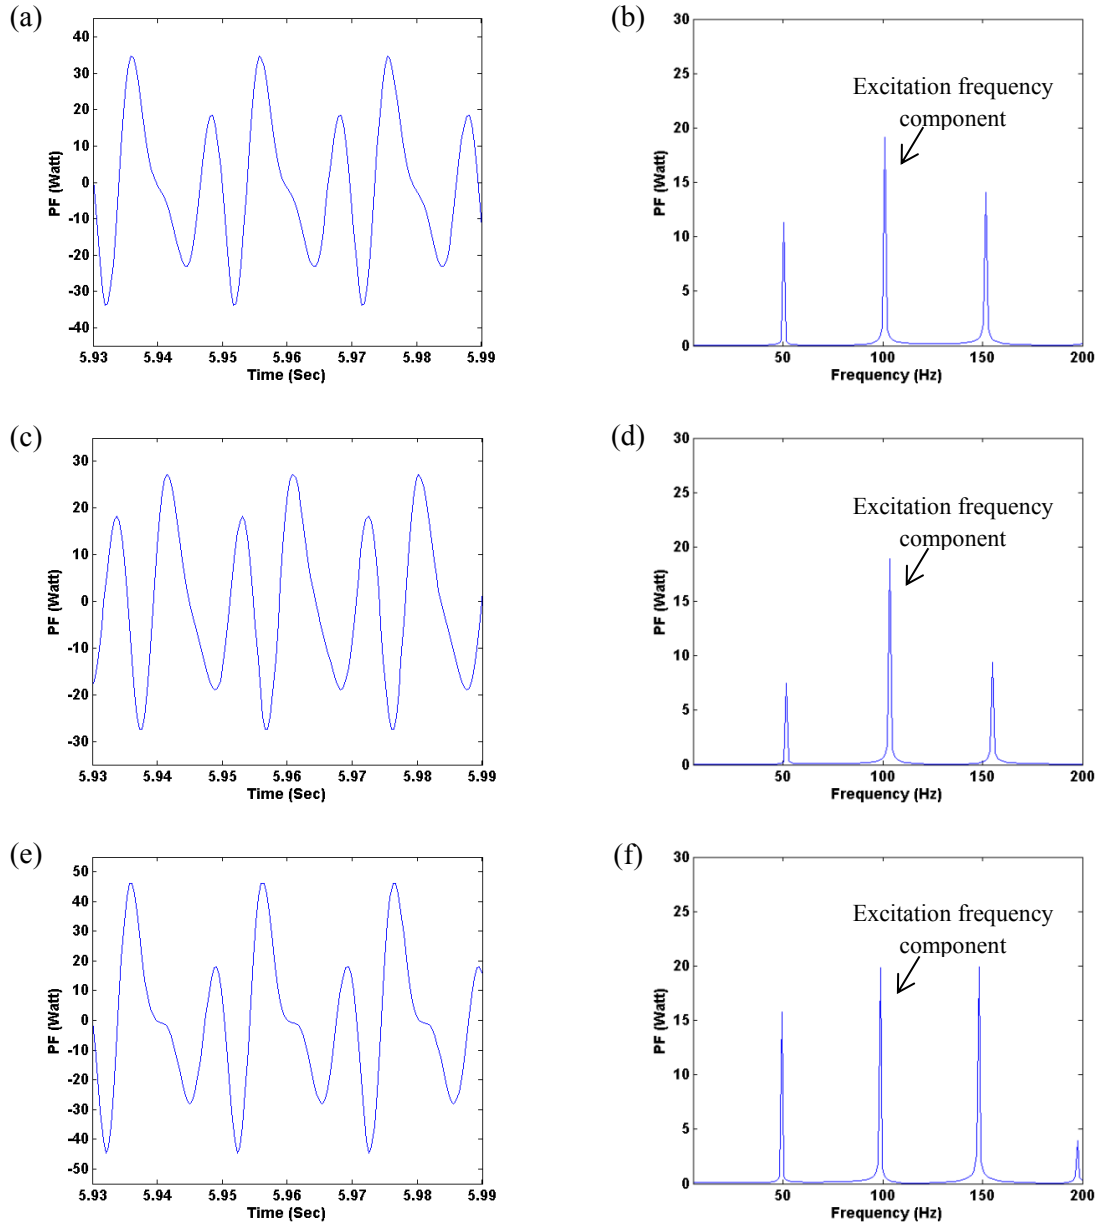 (a)
PF (Watt)
40
30
20
10
0
-10
-20
-30
-40
5.93 5.94 5.95 5.96 5.97 5.98 5.99
Time (Sec)
(b)
PF (Watt)
30
25
20
15
10
5
0
Excitation frequency
component
50 100 150 200
Frequency (Hz)
(c)
PF (Watt)
30
20
10
0
-10
-20
-30
5.93 5.94 5.95 5.96 5.97 5.98 5.99
Time (Sec)
(d)
PF (Watt)
30
25
20
15
10
5
0
Excitation frequency
component
50 100 150 200
Frequency (Hz)
(e)
PF (Watt)
50
40
30
20
10
0
-10
-20
-30
-40
-50
5.93 5.94 5.95 5.96 5.97 5.98 5.99
Time (Sec)
(f)
PF (Watt)
30
25
20
15
10
5
0
Excitation frequency
component
50 100 150 200
Frequency (Hz)